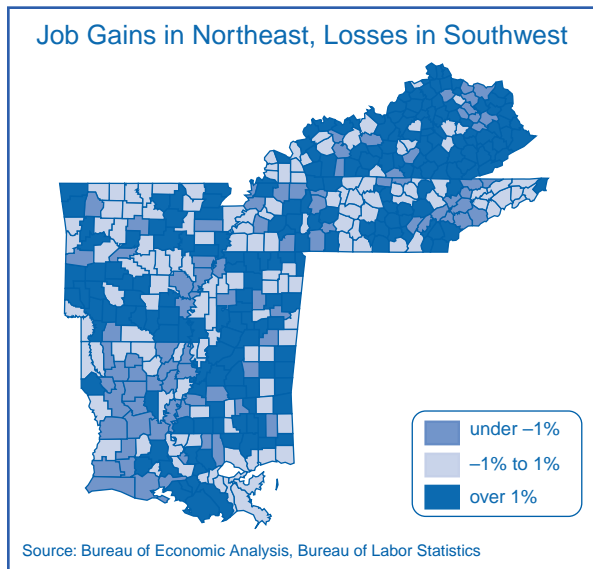 Job Gains in Northeast, Losses in Southwest
under –1%
–1% to 1%
over 1%
Source: Bureau of Economic Analysis, Bureau of Labor Statistics